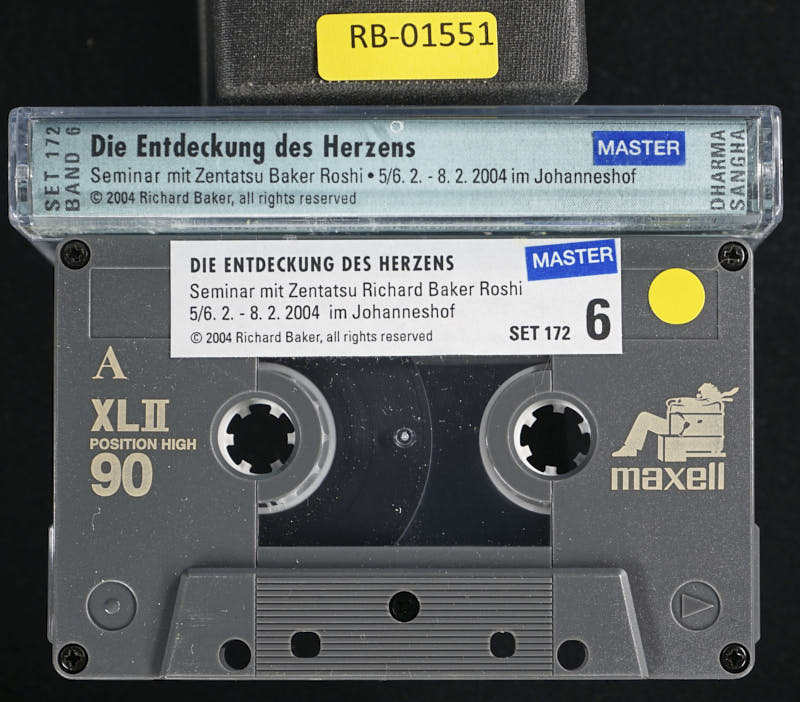 RB-01551
SET 172
BAND 6
Die Entdeckung des Herzens
MASTER
Seminar mit Zentatsu Baker Roshi • 5/6. 2. - 8. 2. 2004 im Johanneshof
© 2004 Richard Baker, all rights reserved
DHARMA
SANGHA
DIE ENTDECKUNG DES HERZENS
MASTER
Seminar mit Zentatsu Richard Baker Roshi
5/6. 2. - 8. 2. 2004 im Johanneshof
© Richard Baker, all rights reserved
SET 172 6
A
XLII
POSITION HIGH
90
maxell